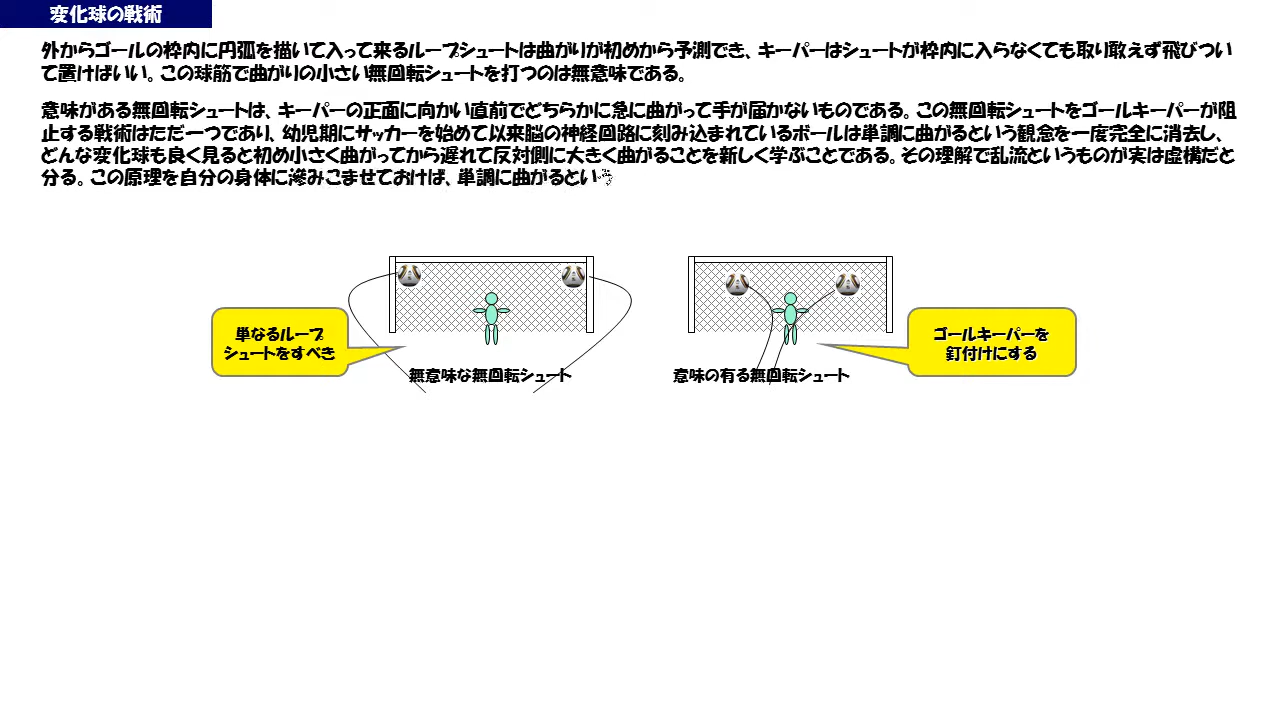 変化球の戦術
外からゴールの枠内に円弧を描いて入って来るループシュートは曲がりが初めから予測でき、キーパーはシュートが枠内に入らなくても取り敢えず飛びつい
て置けばいい。この球筋で曲がりの小さい無回転シュートを打つのは無意味である。
意味がある無回転シュートは、キーパーの正面に向かい直前でどちらかに急に曲がって手が届かないものである。この無回転シュートをゴールキーパーが阻
止する戦術はただ一つであり、幼児期にサッカーを始めて以来脳の神経回路に刻み込まれているボールは単調に曲がるという観念を一度完全に消去し、
どんな変化球も良く見ると初め小さく曲がってから遅れて反対側に大きく曲がることを新しく学ぶことである。その理解で乱流というものが実は虚構だと
分る。この原理を自分の身体に滲みこませておけば、単調に曲がるとい
単なるループ
シュートをすべき
ゴールキーパーを
釘付けにする
無意味な無回転シュート
意味の有る無回転シュート